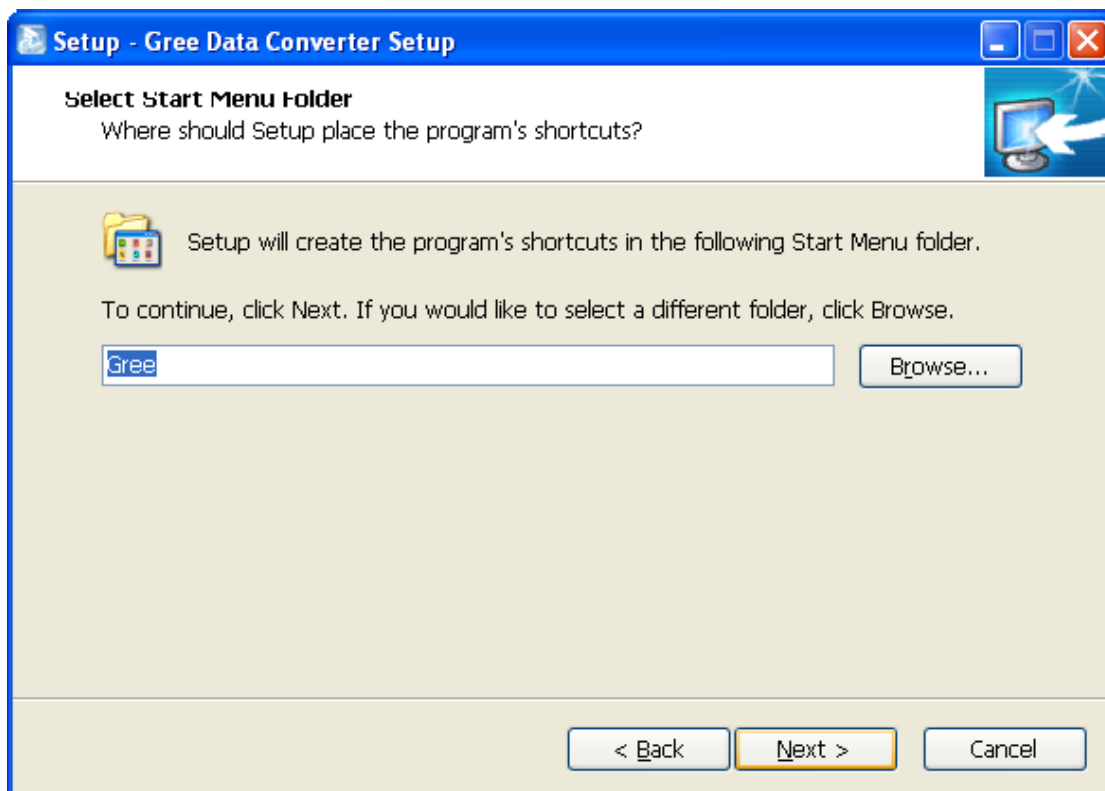 Setup - Gree Data Converter Setup
Select Start Menu Folder
Where should Setup place the program's shortcuts?
Setup will create the program's shortcuts in the following Start Menu folder.
To continue, click Next. If you would like to select a different folder, click Browse.
Gree
Browse...
< Back
Next >
Cancel